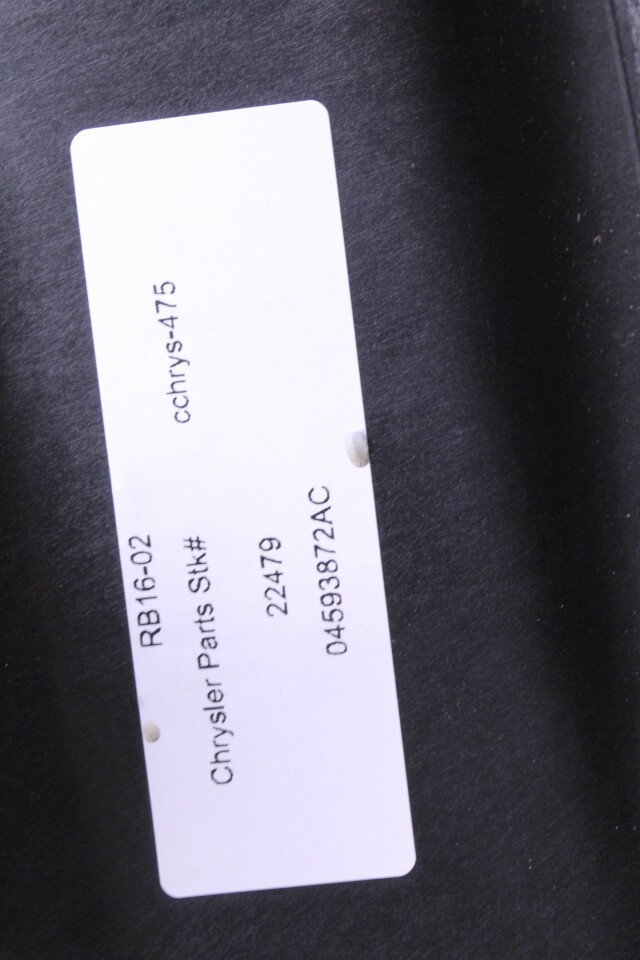 RB16-02
Chrysler Parts Stk# cchrys-475
22479
04593872AC